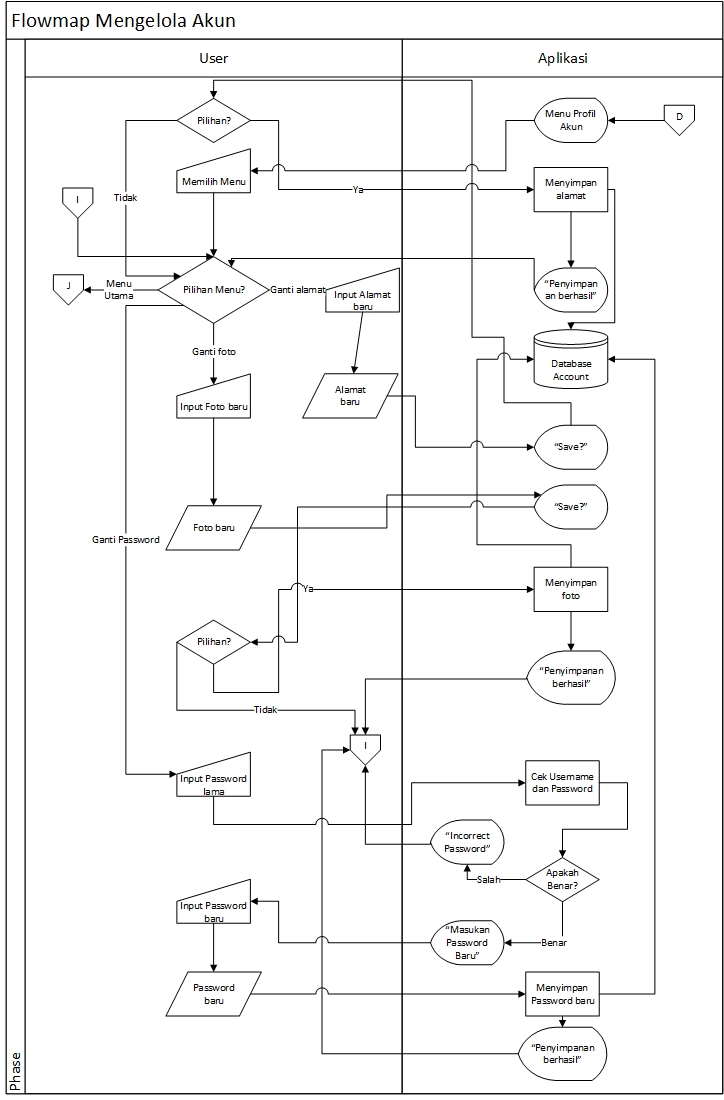 Flowmap Mengelola Akun
User
Aplikasi
Pilihan?
Menu Profil
Akun
D
Memilih Menu
Ya
Menyimpan
alamat
Tidak
I
J
Menu
Utama
Pilihan Menu?
Ganti alamat
Input Alamat
baru
“Penyimpan
an berhasil”
Ganti foto
Database
Account
Input Foto baru
Alamat
baru
“Save?”
“Save?”
Foto baru
Ganti Password
Ya
Menyimpan
foto
Pilihan?
“Penyimpanan
berhasil”
Tidak
I
Input Password
lama
Cek Username
dan Password
“Incorrect
Password”
Salah
Apakah
Benar?
Input Password
baru
“Masukan
Password
Baru”
Benar
Password
baru
Menyimpan
Password baru
“Penyimpanan
berhasil”
Phase